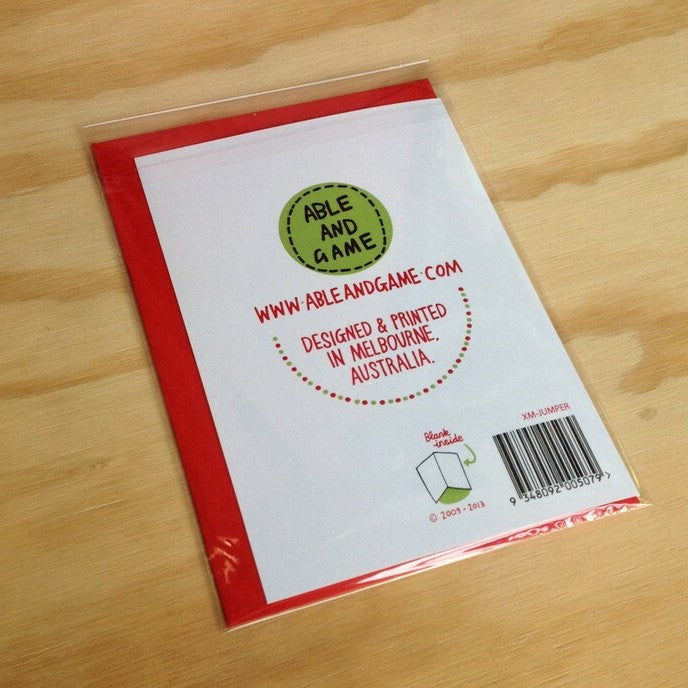 ABLE
AND
GAME
WWW·ABLEANDGAME·COM
DESIGNED & PRINTED
IN MELBOURNE,
AUSTRALIA.
Blank
inside
© 2009 - 2013
XM-JUMPER
9 348092 005079 >